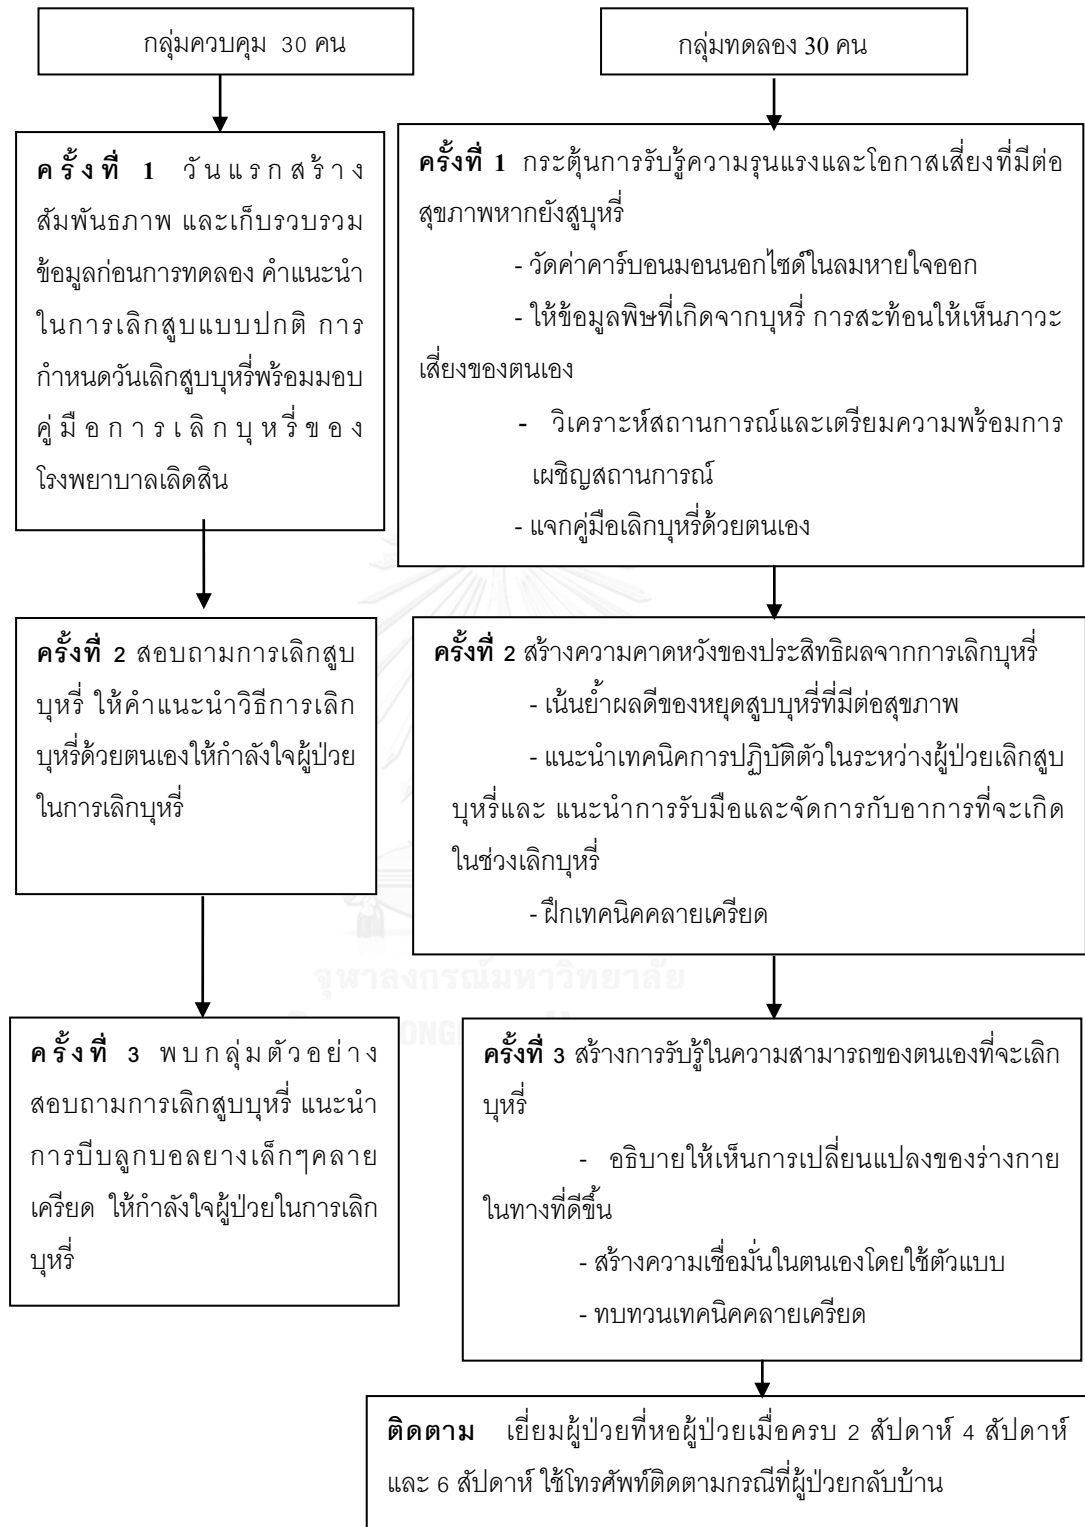 กลุ่มควบคุม 30 คน
กลุ่มทดลอง 30 คน
ครั้งที่ 1 วันแรกสร้าง
สัมพันธภาพ และเก็บรวบรวม
ข้อมูลก่อนการทดลอง คำแนะนำ
ในการเลิกสูบแบบปกติ การ
กำหนดวันเลิกสูบบุหรี่พร้อมมอบ
คู่มือการเลิกบุหรี่ของ
โรงพยาบาลเลิดสิน
ครั้งที่ 1 กระตุ้นการรับรู้ความรุนแรงและโอกาสเสี่ยงที่มีต่อ
สุขภาพหากยังสูบุหรี่
- วัดค่าคาร์บอนมอนนอกไซด์ในลมหายใจออก
- ให้ข้อมูลพิษที่เกิดจากบุหรี่ การสะท้อนให้เห็นภาวะ
เสี่ยงของตนเอง
- วิเคราะห์สถานการณ์และเตรียมความพร้อมการ
เผชิญสถานการณ์
- แจกคู่มือเลิกบุหรี่ด้วยตนเอง
ครั้งที่ 2 สอบถามการเลิกสูบ
บุหรี่ ให้คำแนะนำวิธีการเลิก
บุหรี่ด้วยตนเองให้กำลังใจผู้ป่วย
ในการเลิกบุหรี่
ครั้งที่ 2 สร้างความคาดหวังของประสิทธิผลจากการเลิกบุหรี่
- เน้นย้ำผลดีของหยุดสูบบุหรี่ที่มีต่อสุขภาพ
- แนะนำเทคนิคการปฏิบัติตัวในระหว่างผู้ป่วยเลิกสูบ
บุหรี่และ แนะนำการรับมือและจัดการกับอาการที่จะเกิด
ในช่วงเลิกบุหรี่
- ฝึกเทคนิคคลายเครียด
จุฬาลงกรณ์มหาวิทยาลัย
ครั้งที่ 3 พบกลุ่มตัวอย่าง
สอบถามการเลิกสูบบุหรี่ แนะนำ
การบีบลูกบอลยางเล็กๆคลาย
เครียด ให้กำลังใจผู้ป่วยในการเลิก
บุหรี่
ครั้งที่ 3 สร้างการรับรู้ในความสามารถของตนเองที่จะเลิก
บุหรี่
- อธิบายให้เห็นการเปลี่ยนแปลงของร่างกาย
ในทางที่ดีขึ้น
- สร้างความเชื่อมั่นในตนเองโดยใช้ตัวแบบ
- ทบทวนเทคนิคคลายเครียด
ติดตาม เยี่ยมผู้ป่วยที่หอผู้ป่วยเมื่อครบ 2 สัปดาห์ 4 สัปดาห์
และ 6 สัปดาห์ ใช้โทรศัพท์ติดตามกรณีที่ผู้ป่วยกลับบ้าน